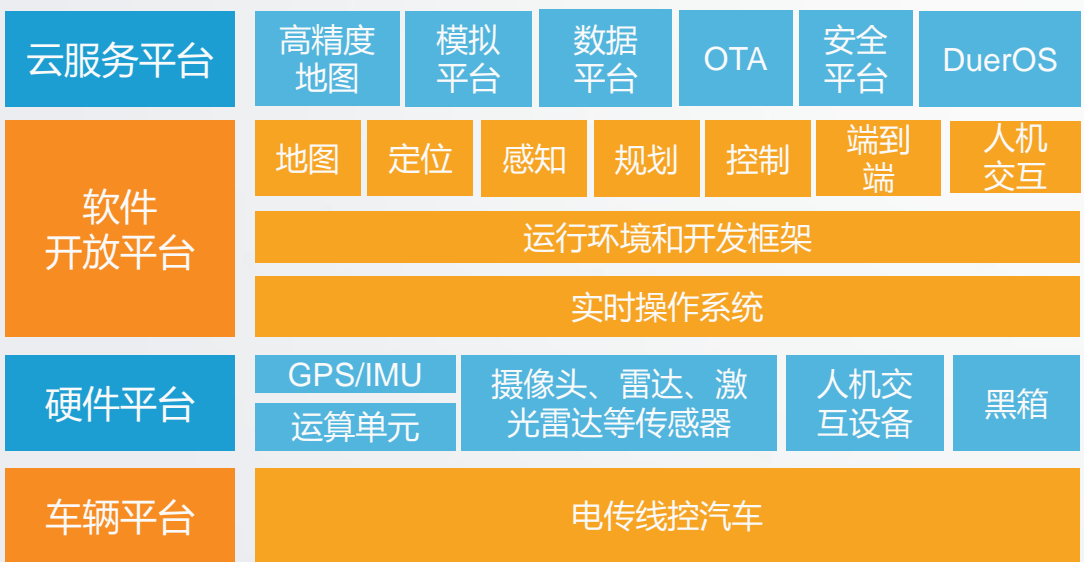 云服务平台
高精度
地图
模拟
平台
数据
平台
OTA
安全
平台
DuerOS
软件
开放平台
地图
定位
感知
规划
控制
端到
端
人机
交互
运行环境和开发框架
实时操作系统
硬件平台
GPS/IMU
运算单元
摄像头、雷达、激
光雷达等传感器
人机交
互设备
黑箱
车辆平台
电传线控汽车